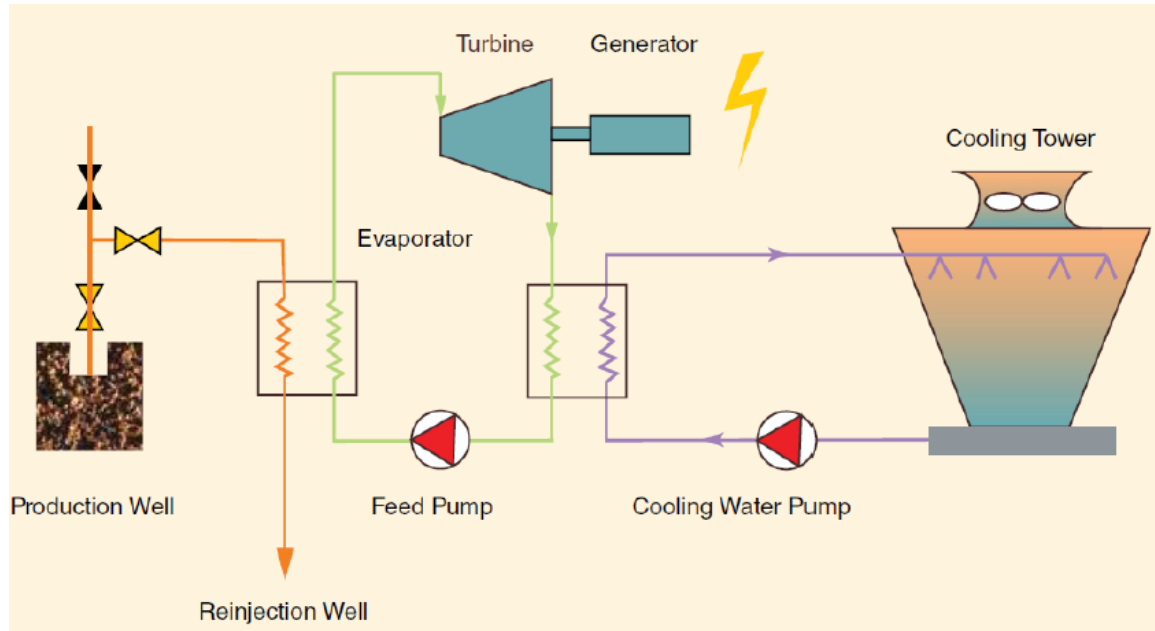 Turbine
Generator
Cooling Tower
Evaporator
Production Well
Feed Pump
Cooling Water Pump
Reinjection Well